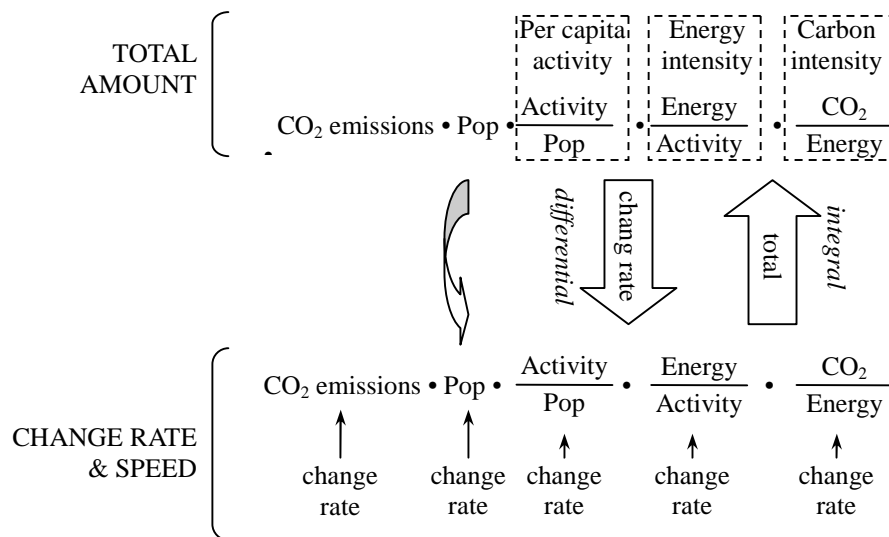 TOTAL
AMOUNT
Per capita
activity
Energy
intensity
Carbon
intensity
CO₂ emissions • Pop • Activity • Energy • CO₂
Pop Activity Energy
differential
chang rate
total
integral
CHANGE RATE
& SPEED
CO₂ emissions • Pop • Activity • Energy • CO₂
Pop Activity Energy
change
rate
change
rate
change
rate
change
rate
change
rate